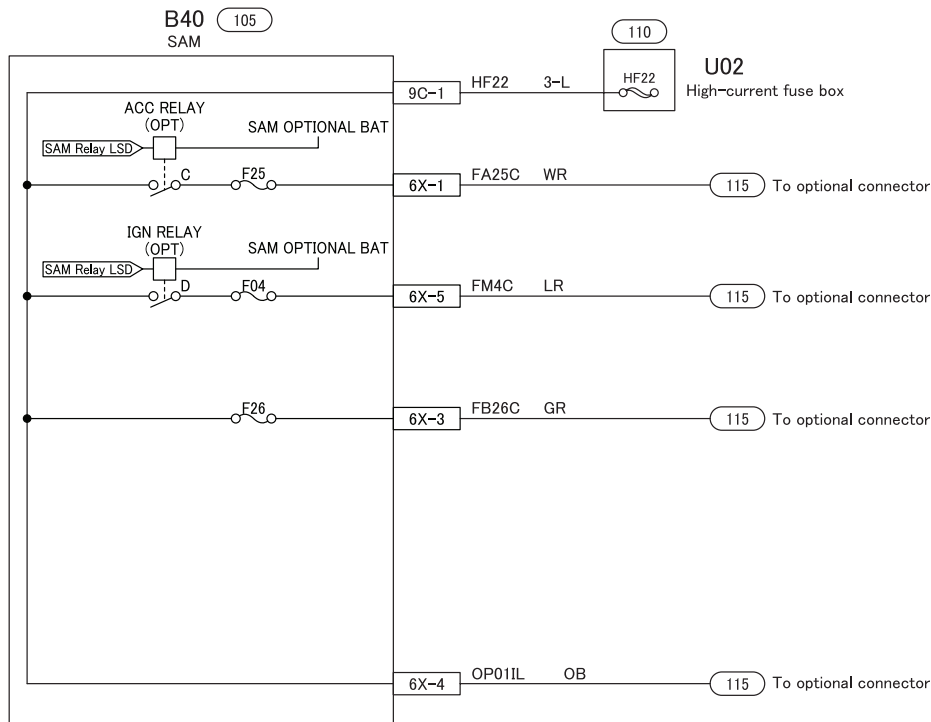 B40 105
SAM
110
U02
High-current fuse box
HF22
9C-1 HF22 3-L
ACC RELAY
(OPT)
SAM OPTIONAL BAT
SAM Relay LSD
C F25
6X-1 FA25C WR 115 To optional connector
IGN RELAY
(OPT)
SAM OPTIONAL BAT
SAM Relay LSD
D F04
6X-5 FM4C LR 115 To optional connector
F26
6X-3 FB26C GR 115 To optional connector
6X-4 OP01IL OB 115 To optional connector